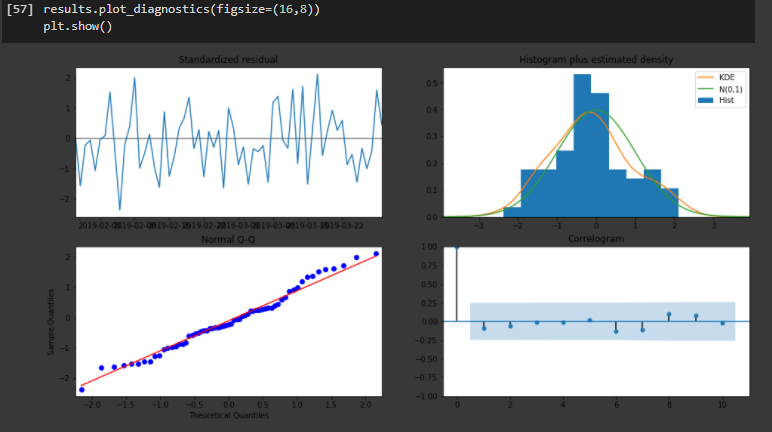 [57] results.plot_diagnostics(figsize=(16,8))
plt.show()
Standardized residual
2
1
0
−1
−2
Histogram plus estimated density
KDE
N(0,1)
Hist
0.5
0.4
0.3
0.2
0.1
0.0
−3 −2 −1 0 1 2 3
2019-03-22
Normal Q-Q
Sample Quantiles
2
1
0
−1
−2
−2.0 −1.5 −1.0 −0.5 0.0 0.5 1.0 1.5 2.0
Theoretical Quantiles
Correlogram
1.00
0.75
0.50
0.25
0.00
−0.25
−0.50
−0.75
−1.00
0 2 4 6 8 10